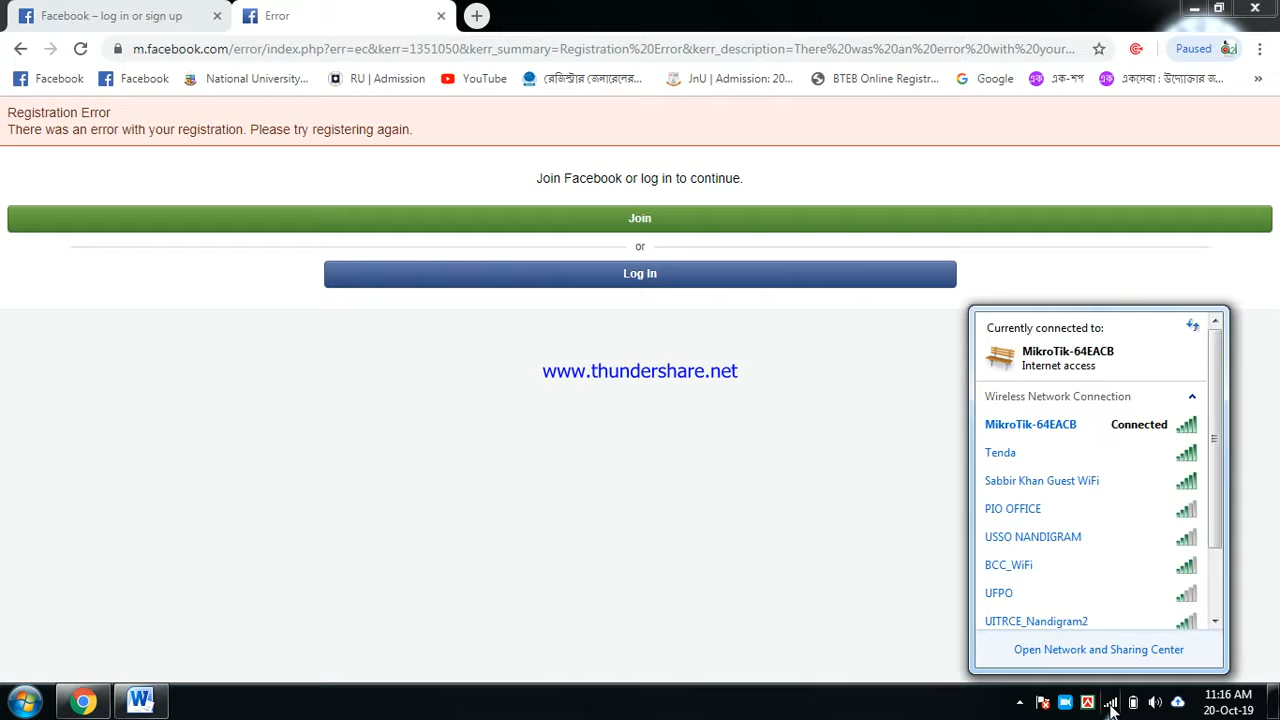 Facebook – log in or sign up
Error
m.facebook.com/error/index.php?err=ec&kerr=1351050&kerr_summary=Registration%20Error&kerr_description=There%20was%20an%20error%20with%20your...
Paused
Facebook
Facebook
National University...
RU | Admission
YouTube
রেজিস্টার জেনারেলের...
JnU | Admission: 20...
BTEB Online Registr...
Google
এক-শপ
একসেবা : উদ্যোক্তার জ...
»
Registration Error
There was an error with your registration. Please try registering again.
Join Facebook or log in to continue.
Join
or
Log In
www.thundershare.net
Currently connected to:
MikroTik-64EACB
Internet access
Wireless Network Connection
MikroTik-64EACB Connected
Tenda
Sabbir Khan Guest WiFi
PIO OFFICE
USSO NANDIGRAM
BCC_WiFi
UFPO
UITRCE_Nandigram2
Open Network and Sharing Center
11:16 AM
20-Oct-19